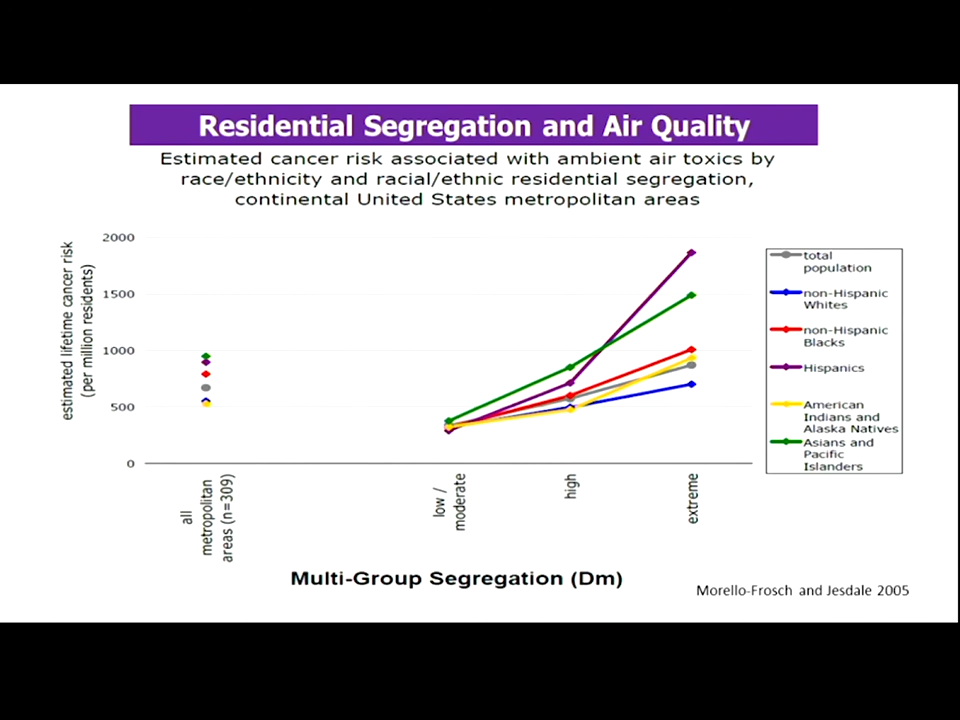 Residential Segregation and Air Quality
Estimated cancer risk associated with ambient air toxics by
race/ethnicity and racial/ethnic residential segregation,
continental United States metropolitan areas
estimated lifetime cancer risk
(per million residents)
2000
1500
1000
500
0
all
metropolitan
areas (n=309)
low /
moderate
high
extreme
total
population
non-Hispanic
Whites
non-Hispanic
Blacks
Hispanics
American
Indians and
Alaska Natives
Asians and
Pacific
Islanders
Multi-Group Segregation (Dm)
Morello-Frosch and Jesdale 2005